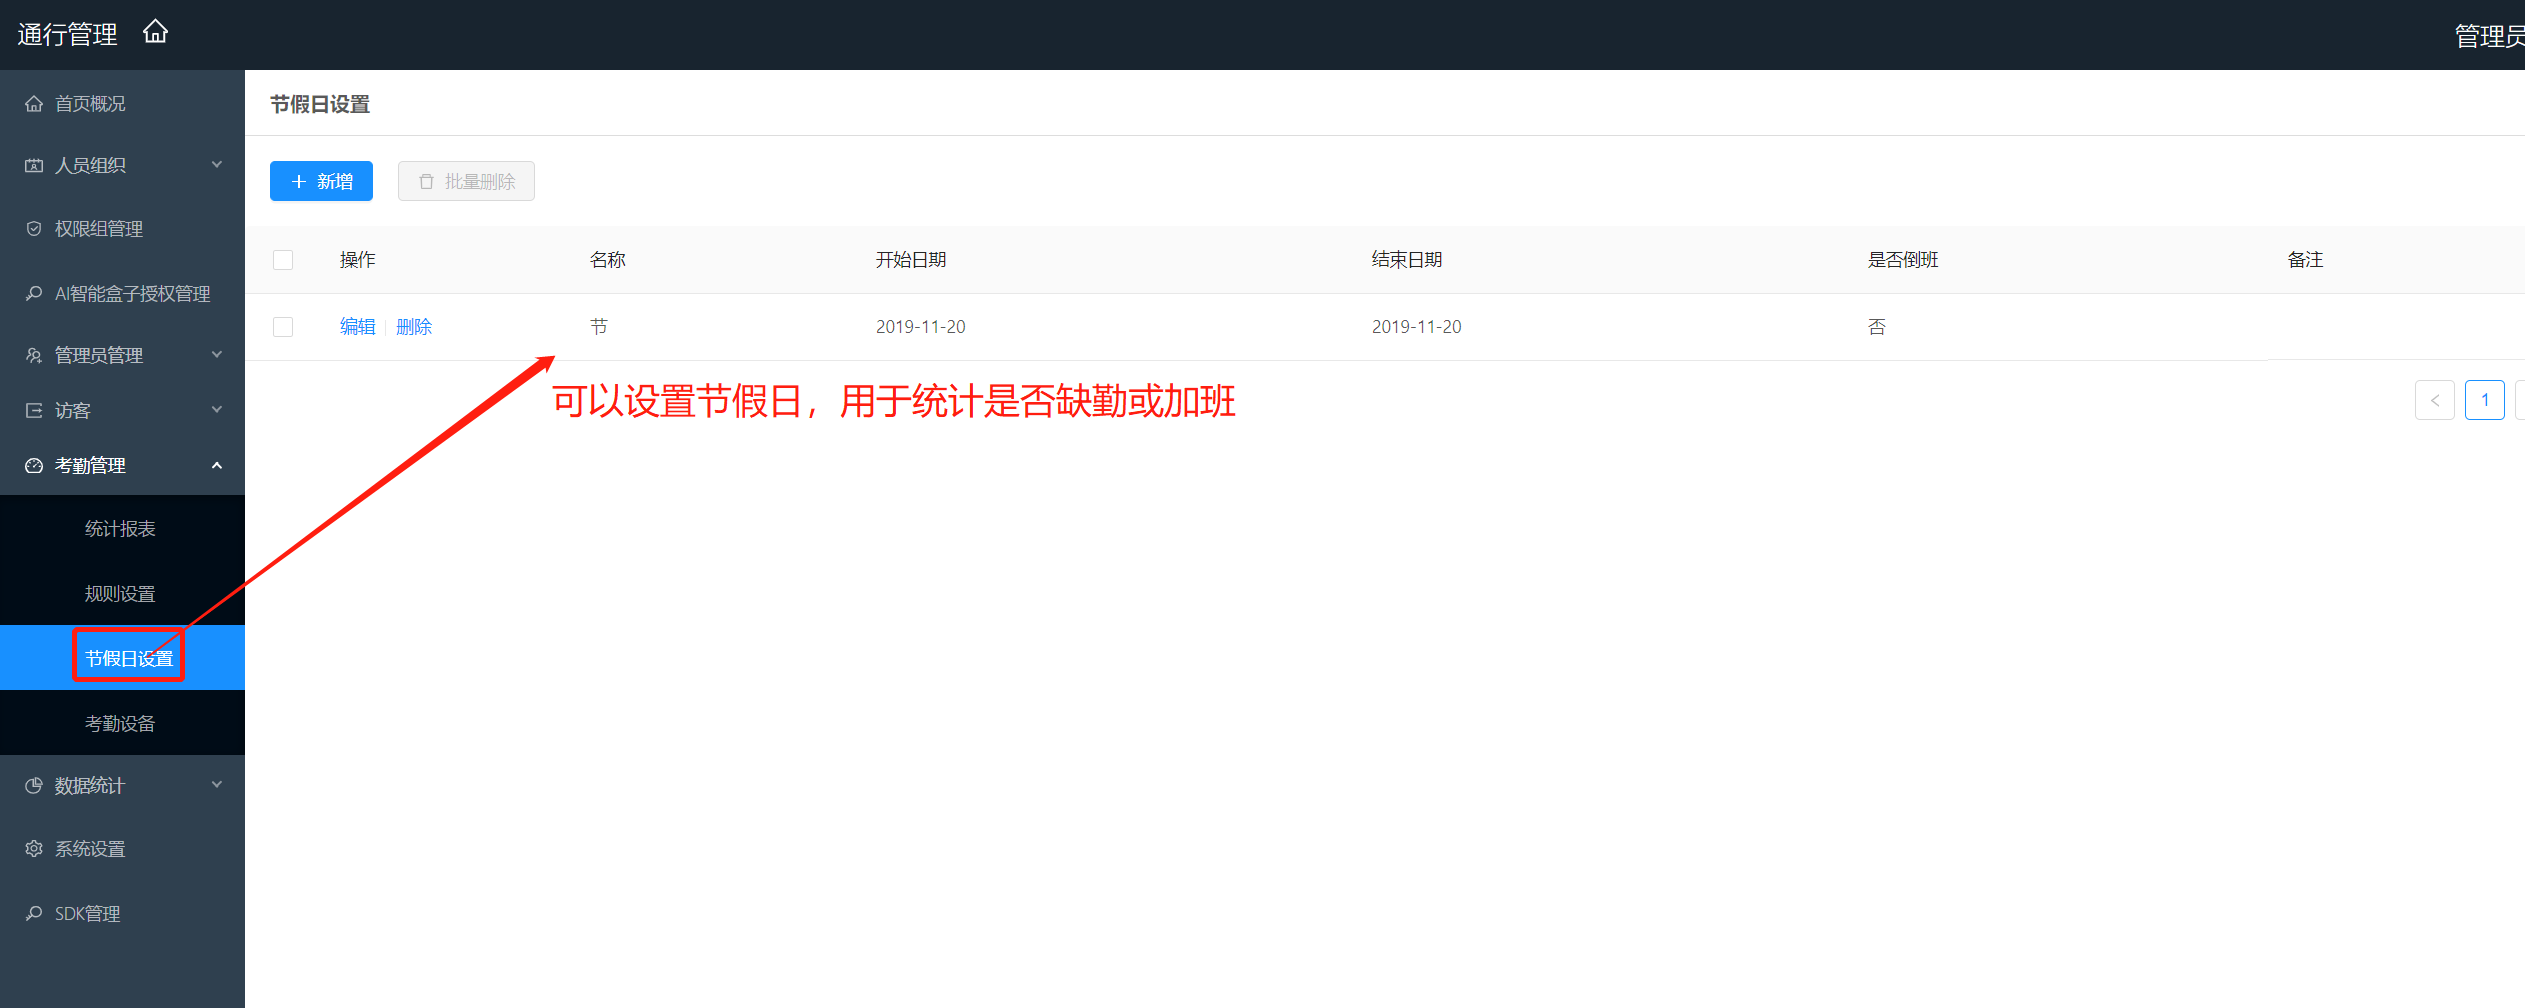 通行管理
管理员
首页概况
人员组织
权限组管理
AI智能盒子授权管理
管理员管理
访客
考勤管理
统计报表
规则设置
节假日设置
考勤设备
数据统计
系统设置
SDK管理
节假日设置
新增 批量删除
操作 名称 开始日期 结束日期 是否倒班 备注
编辑 删除 节 2019-11-20 2019-11-20 否
可以设置节假日，用于统计是否缺勤或加班
< 1